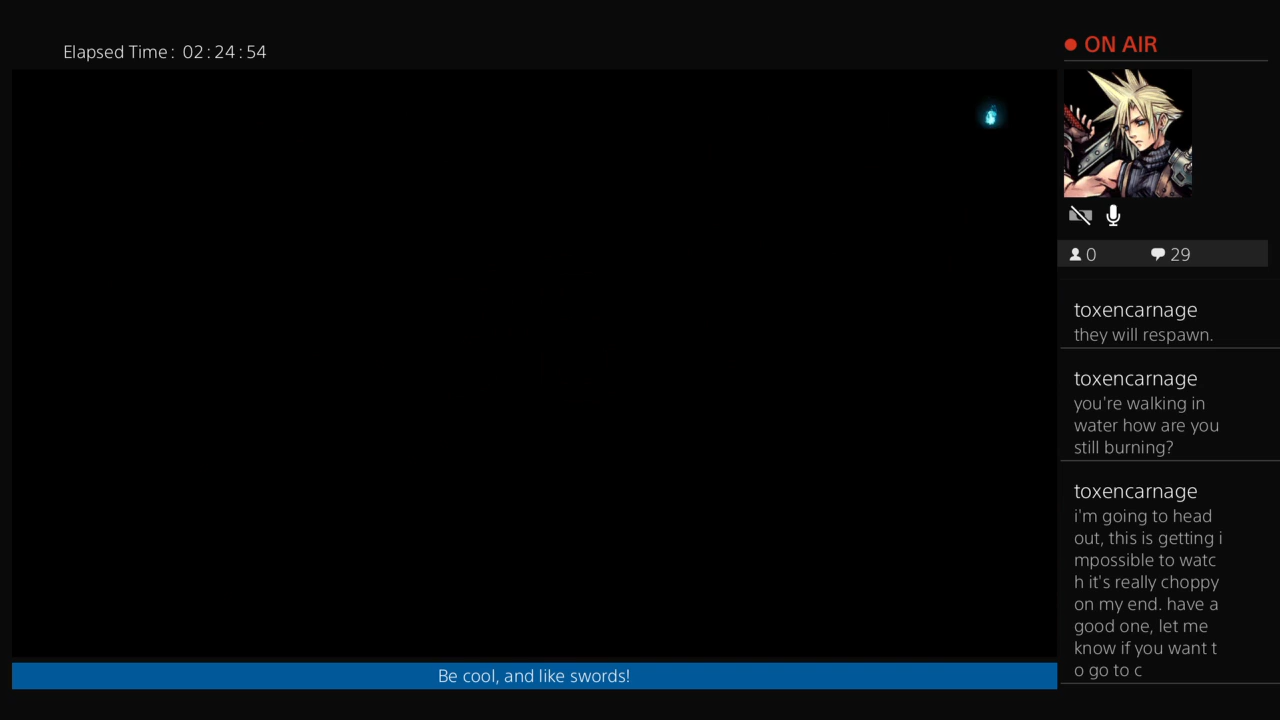 Elapsed Time: 02:24:54
ON AIR
0
29
toxencarnage
they will respawn.
toxencarnage
you're walking in
water how are you
still burning?
toxencarnage
i'm going to head
out, this is getting i
mpossible to watc
h it's really choppy
on my end. have a
good one, let me
know if you want t
o go to c
Be cool, and like swords!